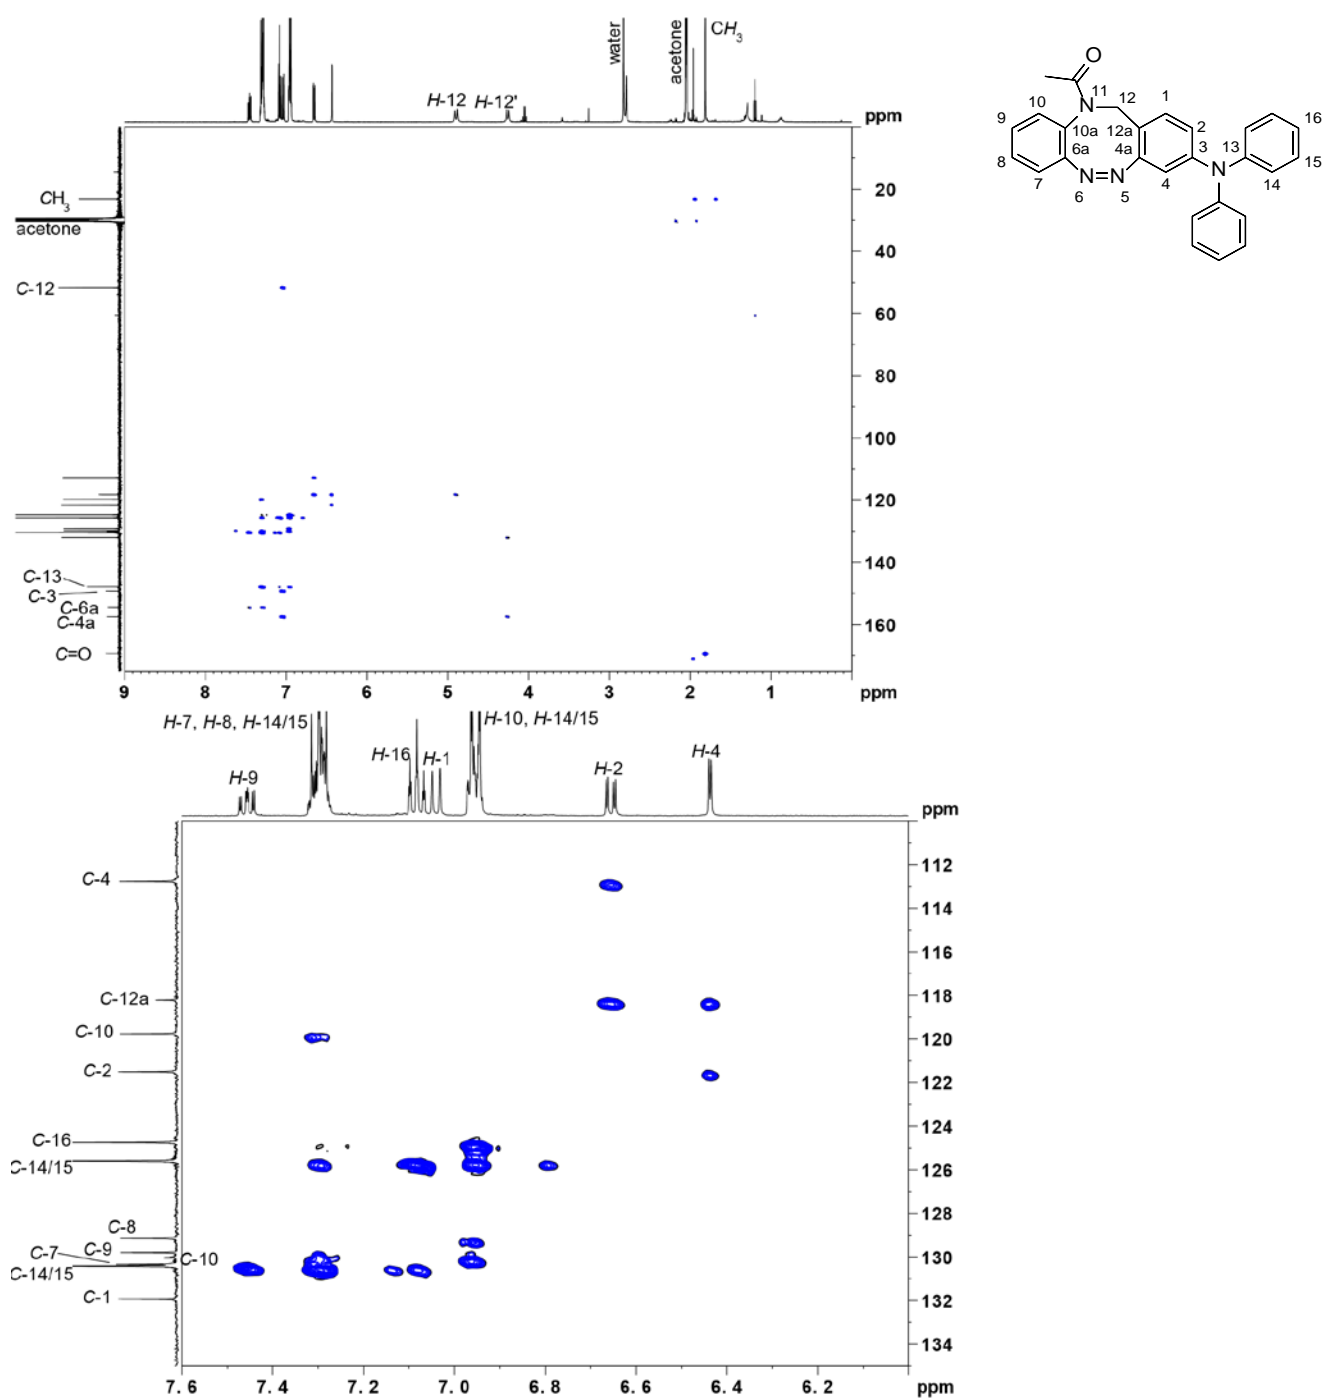 water
acetone
CH3
H-12 H-12'
ppm
CH3
acetone
C-12
C-13
C-3
C-6a
C-4a
C=O
20
40
60
80
100
120
140
160
9 8 7 6 5 4 3 2 1 ppm
O
N 11 12 1
10 9 8 7
10a 12a 2
6a 4a 3
N=N
6 5 4
N 13 14 15 16
H-7, H-8, H-14/15
H-10, H-14/15
H-9
H-16 H-1
H-2
H-4
ppm
C-4
C-12a
C-10
C-2
C-16
C-14/15
C-8
C-9
C-7
C-10
C-14/15
C-1
112
114
116
118
120
122
124
126
128
130
132
134
7.6 7.4 7.2 7.0 6.8 6.6 6.4 6.2 ppm